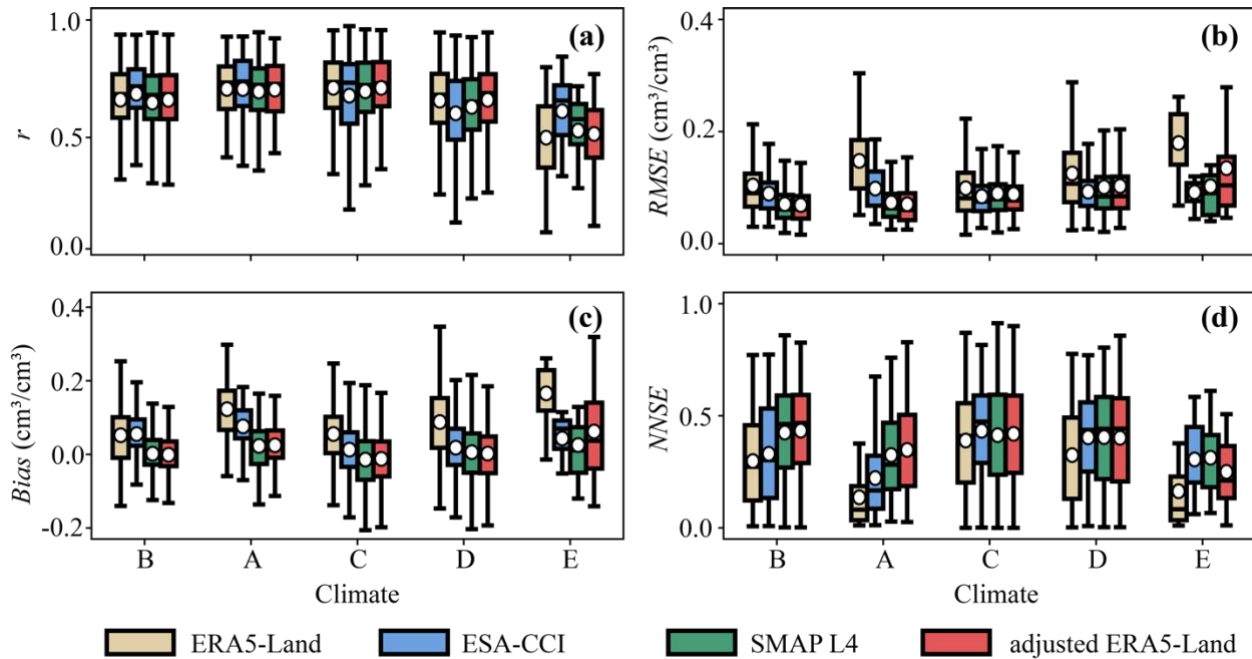 1.0
0.5
0.0
r
(a)
0.4
0.2
0.0
RMSE (cm³/cm³)
(b)
0.4
0.2
0.0
-0.2
Bias (cm³/cm³)
(c)
B A C D E
Climate
1.0
0.5
0.0
NNSE
(d)
B A C D E
Climate
ERA5-Land ESA-CCI SMAP L4 adjusted ERA5-Land